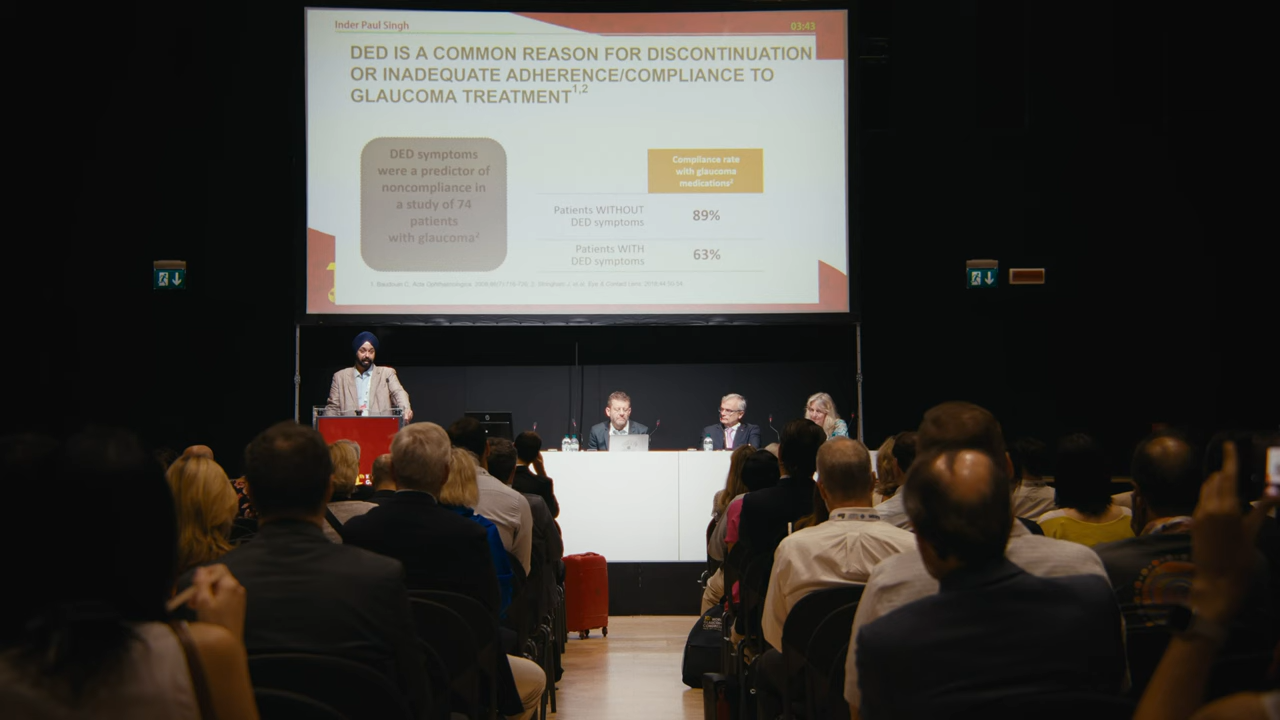 Inder Paul Singh
03:43
DED IS A COMMON REASON FOR DISCONTINUATION
OR INADEQUATE ADHERENCE/COMPLIANCE TO
GLAUCOMA TREATMENT1,2
DED symptoms
were a predictor of
noncompliance in
a study of 74
patients
with glaucoma2
Compliance rate
with glaucoma
medications2
Patients WITHOUT
DED symptoms
89%
Patients WITH
DED symptoms
63%